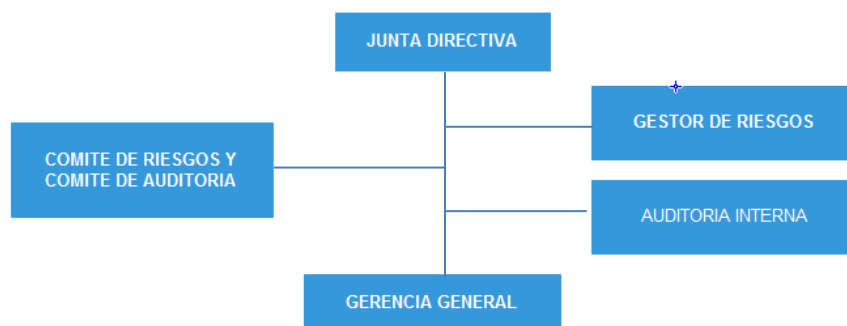 JUNTA DIRECTIVA
GESTOR DE RIESGOS
COMITE DE RIESGOS Y
COMITE DE AUDITORIA
AUDITORIA INTERNA
GERENCIA GENERAL